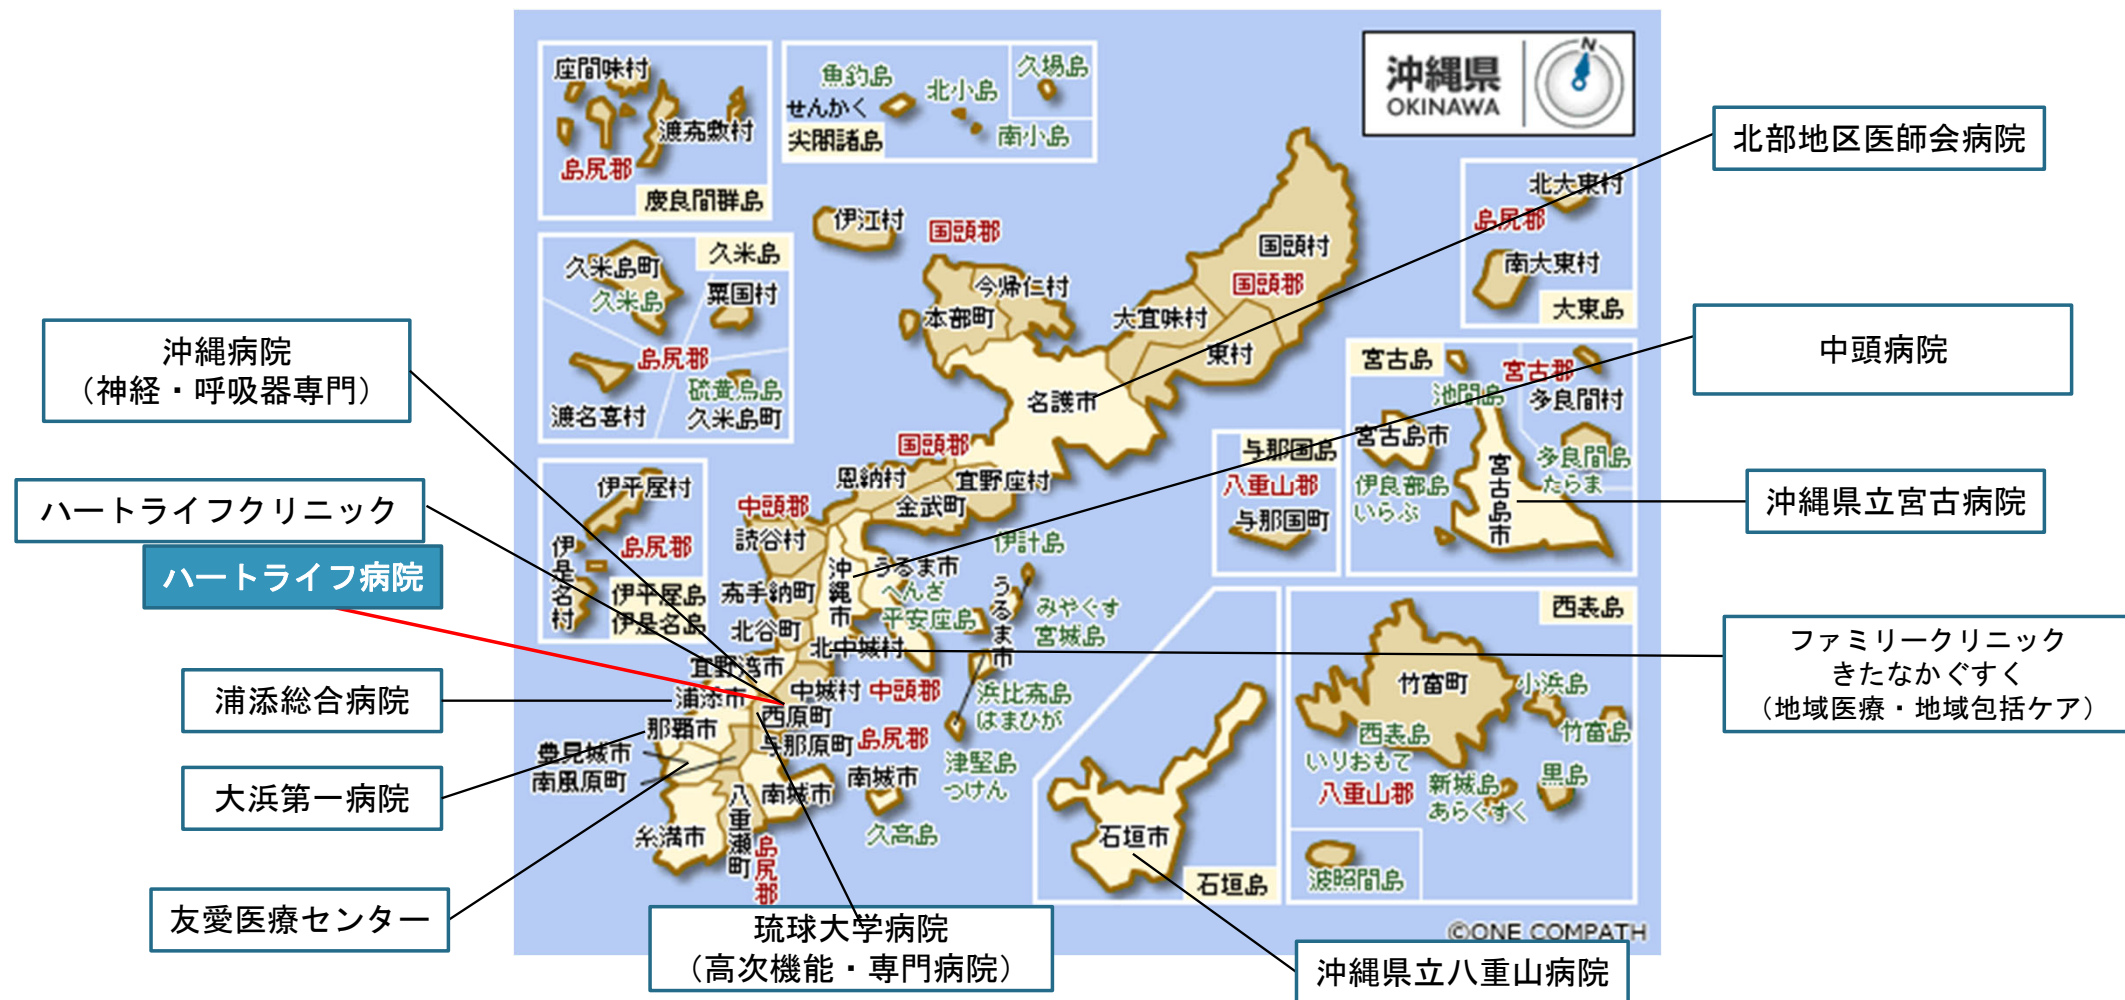 沖縄県
OKINAWA
N
座間味村
渡嘉敷村
島尻郡
慶良間群島
魚釣島
せんかく
尖閣諸島
北小島
南小島
久場島
北部地区医師会病院
北大東村
島尻郡
南大東村
大東島
伊江村
国頭郡
国頭村
国頭郡
今帰仁村
本部町
大宜味村
東村
名護市
久米島
久米島町
久米島
粟国村
島尻郡
硫黄鳥島
久米島町
渡名喜村
沖縄病院
(神経・呼吸器専門)
中頭病院
宮古島
宮古郡
池間島
多良間村
宮古島市
多良間島
たらま
伊良部島
いらぶ
宮古島市
沖縄県立宮古病院
与那国島
八重山郡
与那国町
国頭郡
恩納村
宜野座村
金武町
中頭郡
読谷村
伊平屋村
島尻郡
伊是名村
伊平屋島
伊是名島
ハートライフクリニック
ハートライフ病院
沖縄市
うるま市
へんざ
平安座島
伊計島
うるま市
みやぐす
宮城島
嘉手納町
北谷町
北中城村
宜野湾市
中城村
中頭郡
浜比嘉島
はまひが
浦添市
西原町
那覇市
与那原町
島尻郡
津堅島
つけん
豊見城市
南風原町
南城市
南城市
八重瀬町
糸満市
島尻郡
久高島
浦添総合病院
大浜第一病院
友愛医療センター
琉球大学病院
(高次機能・専門病院)
石垣市
石垣島
沖縄県立八重山病院
西表島
竹富町
小浜島
竹富島
西表島
いりおもて
八重山郡
新城島
あらぐすく
黒島
波照間島
ファミリークリニック
きたなかぐすく
(地域医療・地域包括ケア)
©ONE COMPATH